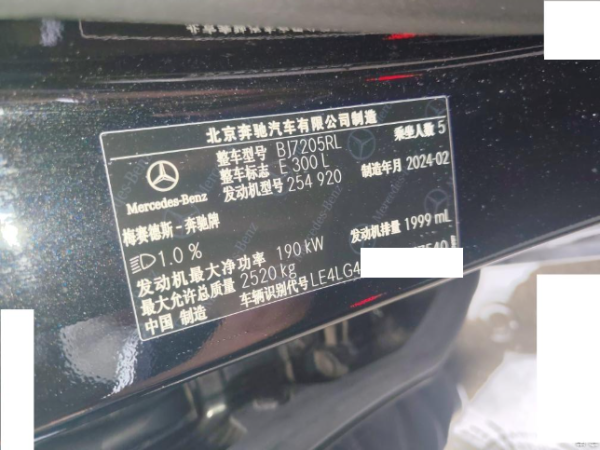 北京奔驰汽车有限公司制造
整车型号 BJ7205RL 乘坐人数 5
整车标志 E 300 L
发动机型号 254 920 制造年月 2024-02
Mercedes-Benz
梅赛德斯-奔驰牌
1.0 %
发动机最大净功率 190 kW 发动机排量 1999 mL
最大允许总质量 2520 kg
中国 制造 车辆识别代号 LE4LG4